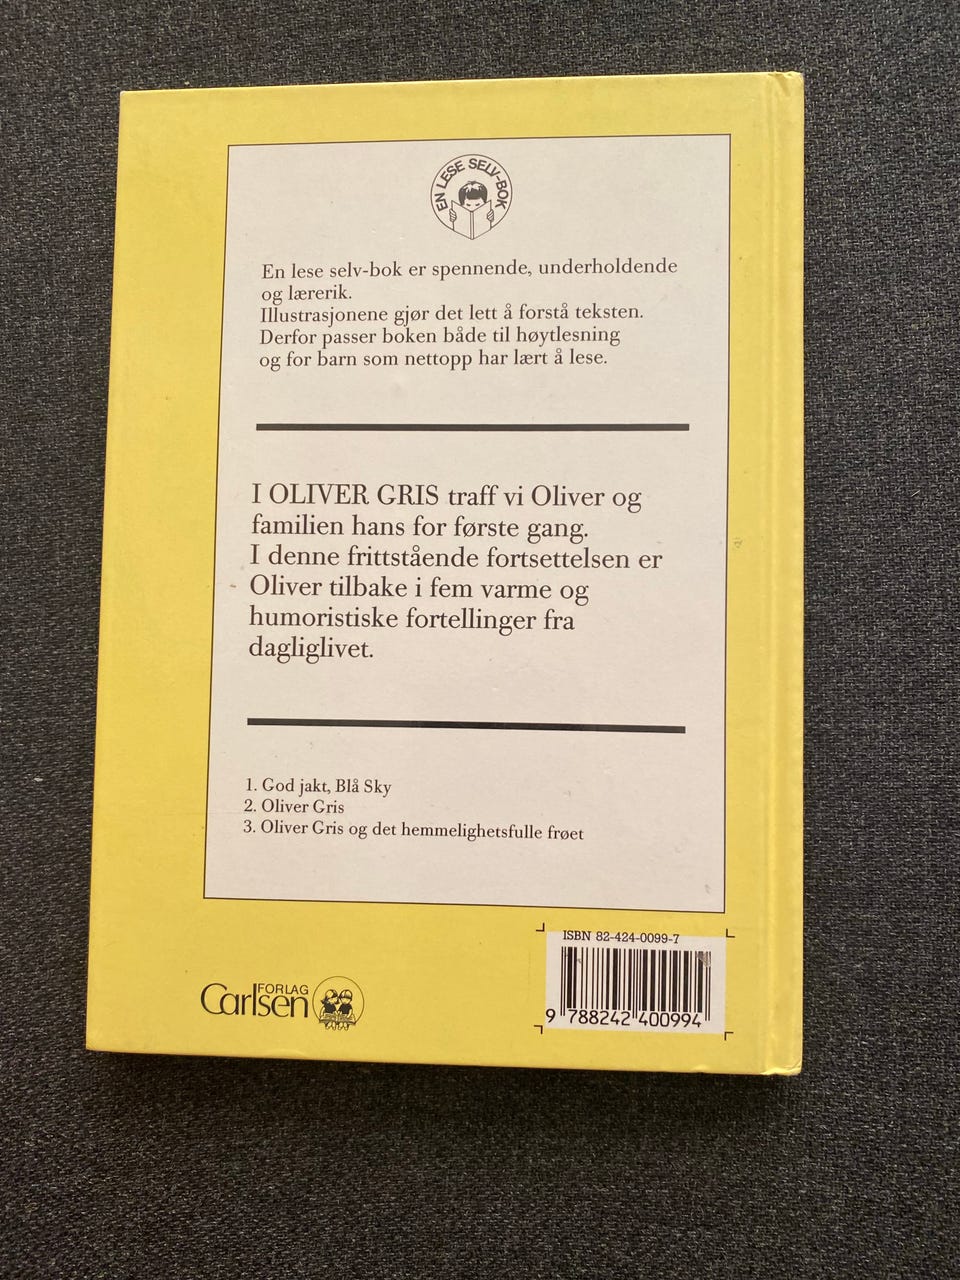 EN LESE SELV-BOK
En lese selv-bok er spennende, underholdende
og lærerik.
Illustrasjonene gjør det lett å forstå teksten.
Derfor passer boken både til høytlesning
og for barn som nettopp har lært å lese.
I OLIVER GRIS traff vi Oliver og
familien hans for første gang.
I denne frittstående fortsettelsen er
Oliver tilbake i fem varme og
humoristiske fortellinger fra
dagliglivet.
1. God jakt, Blå Sky
2. Oliver Gris
3. Oliver Gris og det hemmelighetsfulle frøet
FORLAG
Carlsen
ISBN 82-424-0099-7
9 788242 400994